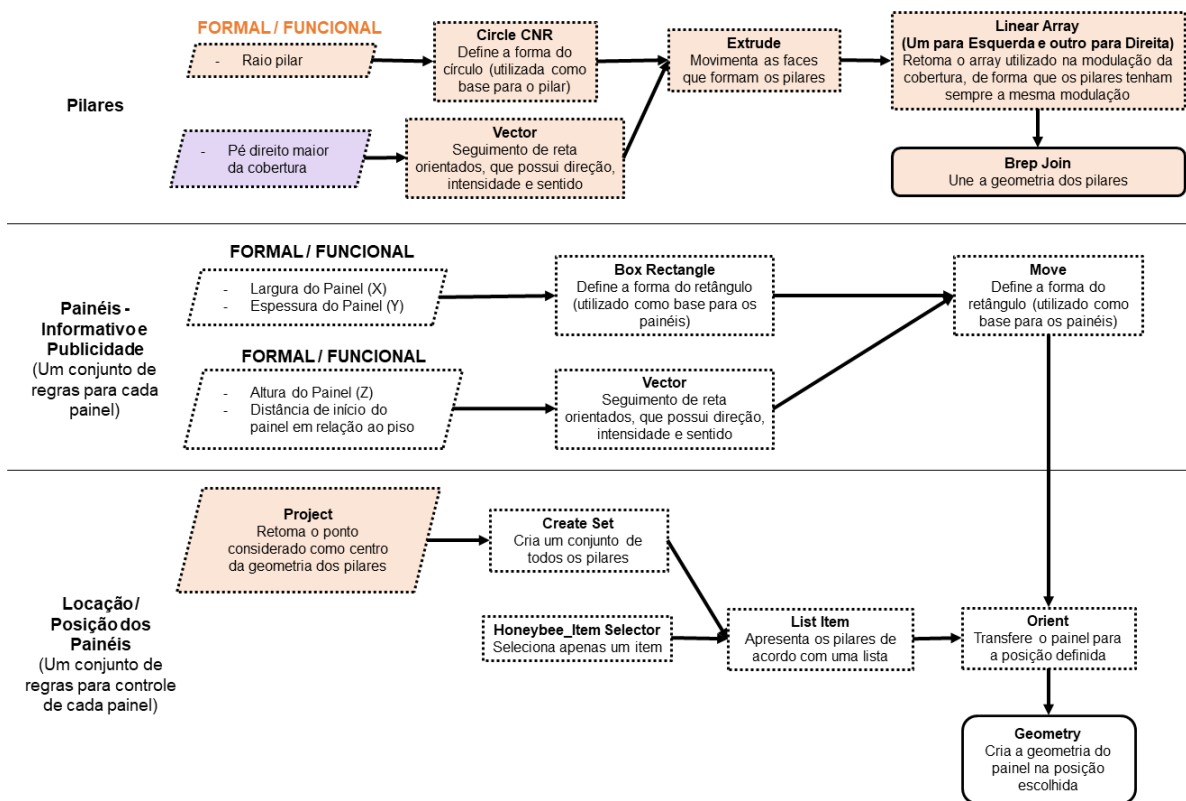 FORMAL / FUNCIONAL
- Raio pilar
Circle CNR
Define a forma do
círculo (utilizada como
base para o pilar)
Extrude
Movimenta as faces
que formam os pilares
Linear Array
(Um para Esquerda e outro para Direita)
Retoma o array utilizado na modulação da
cobertura, de forma que os pilares tenham
sempre a mesma modulação
Pilares
- Pé direito maior
da cobertura
Vector
Seguimento de reta
orientados, que possui direção,
intensidade e sentido
Brep Join
Une a geometria dos pilares
FORMAL / FUNCIONAL
- Largura do Painel (X)
- Espessura do Painel (Y)
Box Rectangle
Define a forma do retângulo
(utilizado como base para os
painéis)
Move
Define a forma do
retângulo (utilizado como
base para os painéis)
Painéis -
Informativo e
Publicidade
(Um conjunto de
regras para cada
painel)
FORMAL / FUNCIONAL
- Altura do Painel (Z)
- Distância de início do
painel em relação ao piso
Vector
Seguimento de reta
orientados, que possui direção,
intensidade e sentido
Project
Retoma o ponto
considerado como centro
da geometria dos pilares
Create Set
Cria um conjunto de
todos os pilares
Locação/
Posição dos
Painéis
(Um conjunto de
regras para controle
de cada painel)
Honeybee_Item Selector
Seleciona apenas um item
List Item
Apresenta os pilares de
acordo com uma lista
Orient
Transfere o painel para
a posição definida
Geometry
Cria a geometria do
painel na posição
escolhida